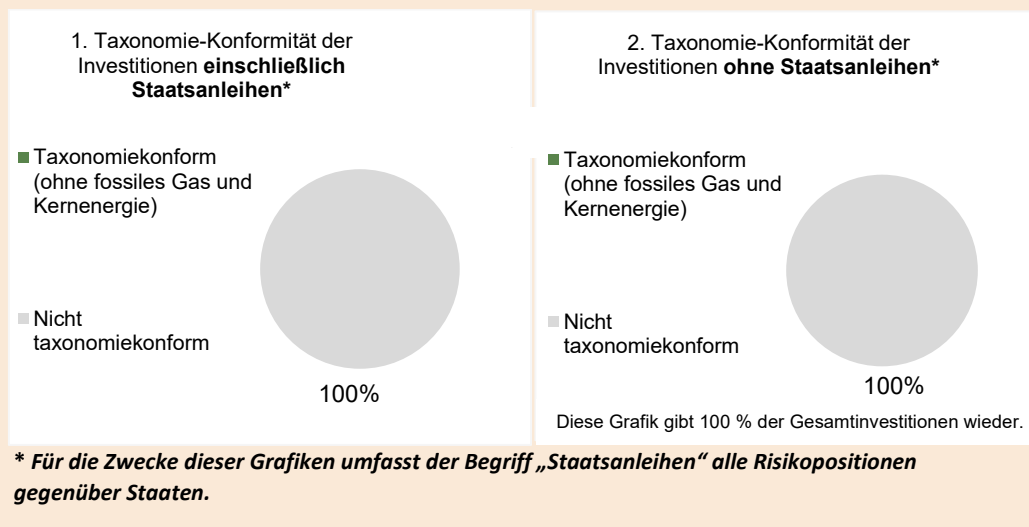 1. Taxonomie-Konformität der
Investitionen einschließlich
Staatsanleihen*
Taxonomiekonform
(ohne fossiles Gas und
Kernenergie)
Nicht
taxonomiekonform
100%
2. Taxonomie-Konformität der
Investitionen ohne Staatsanleihen*
Taxonomiekonform
(ohne fossiles Gas und
Kernenergie)
Nicht
taxonomiekonform
100%
Diese Grafik gibt 100 % der Gesamtinvestitionen wieder.
* Für die Zwecke dieser Grafiken umfasst der Begriff „Staatsanleihen“ alle Risikopositionen
gegenüber Staaten.